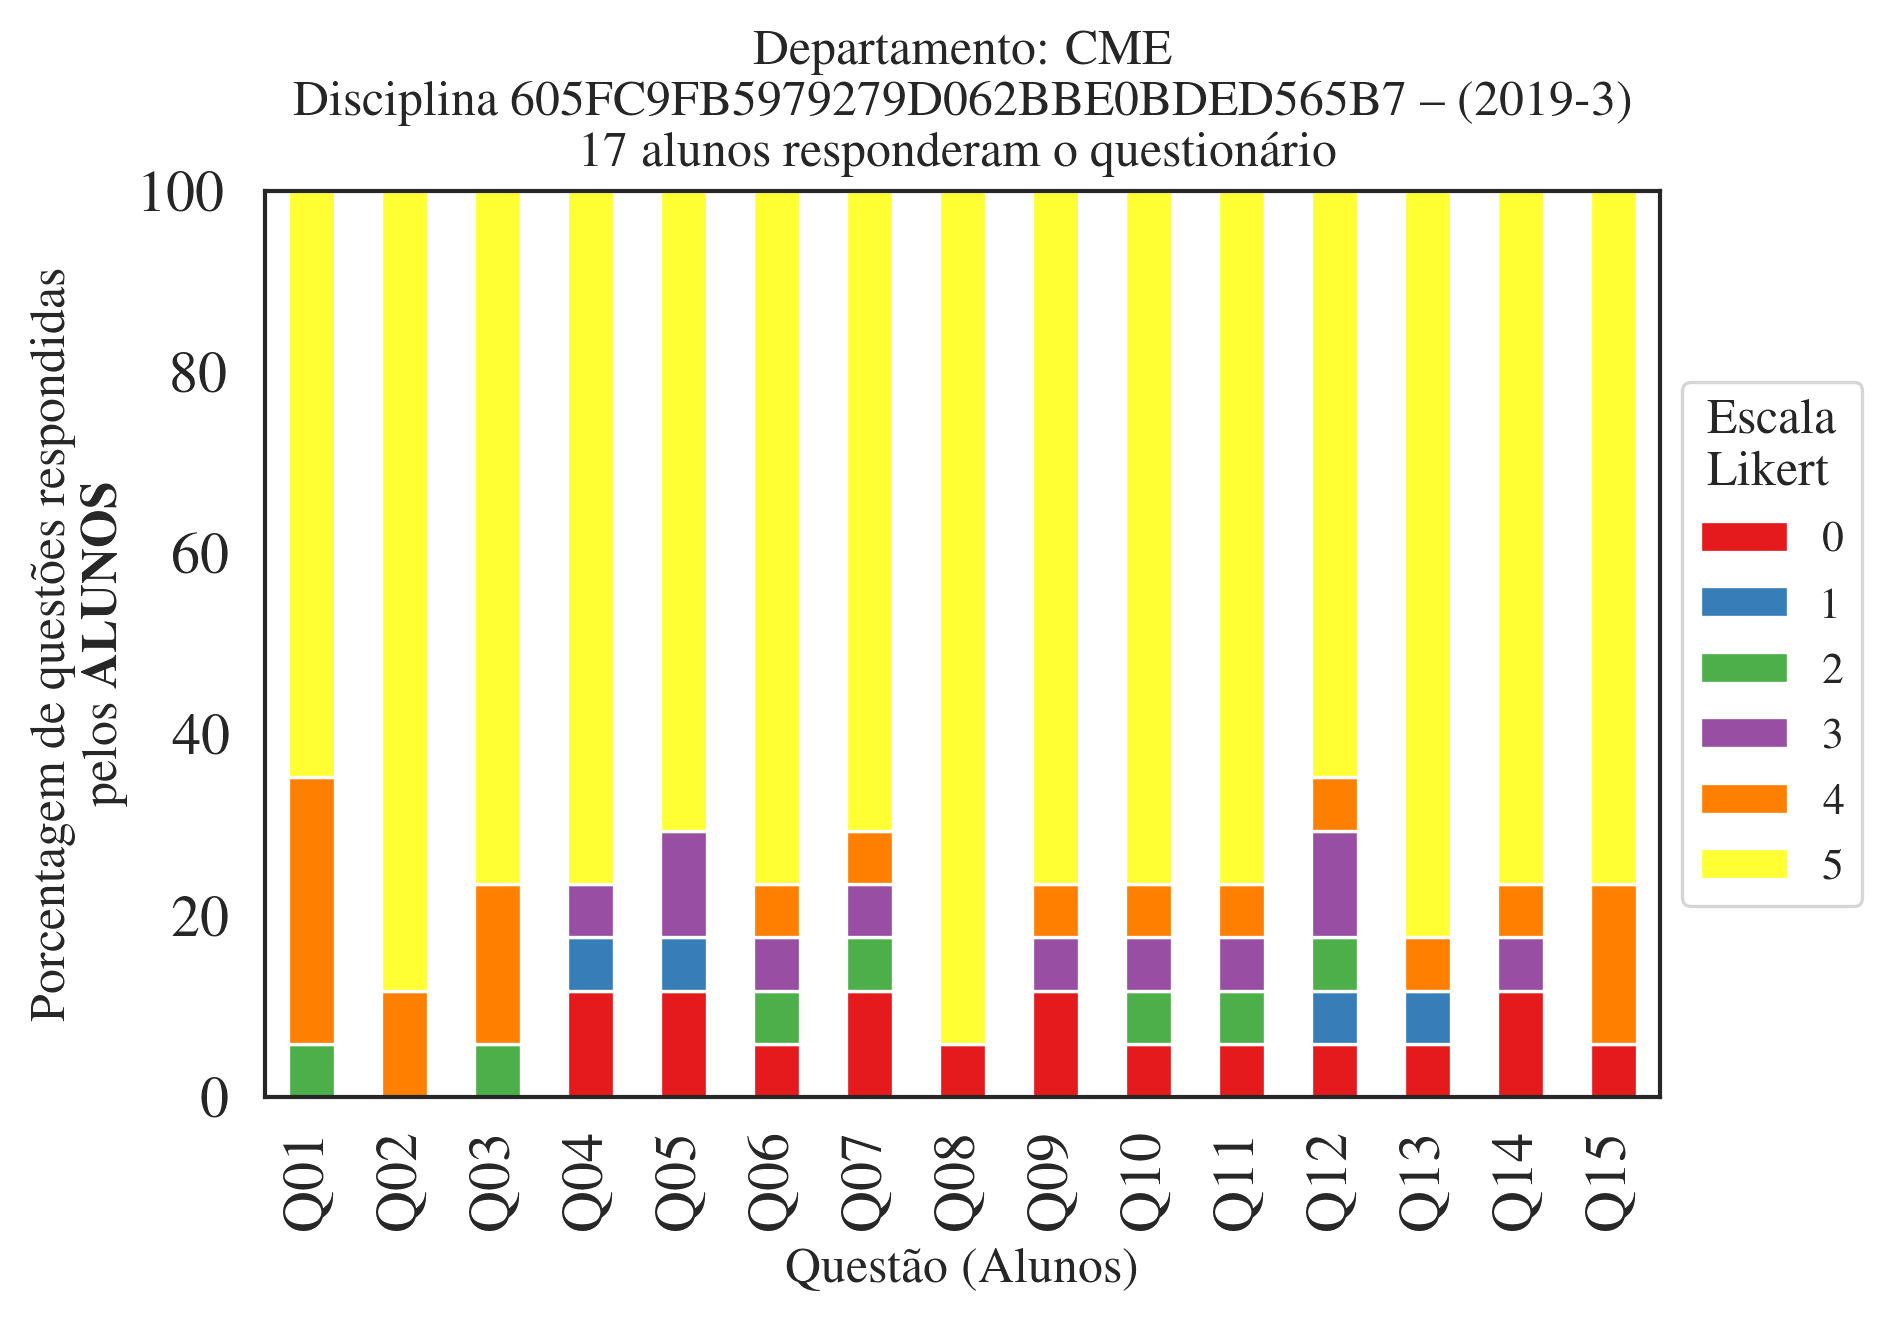 Departamento: CME
Disciplina 605FC9FB5979279D062BBE0BDED565B7 – (2019-3)
17 alunos responderam o questionário
100
80
60
40
20
0
Porcentagem de questões respondidas
pelos ALUNOS
Q01
Q02
Q03
Q04
Q05
Q06
Q07
Q08
Q09
Q10
Q11
Q12
Q13
Q14
Q15
Questão (Alunos)
Escala
Likert
0
1
2
3
4
5